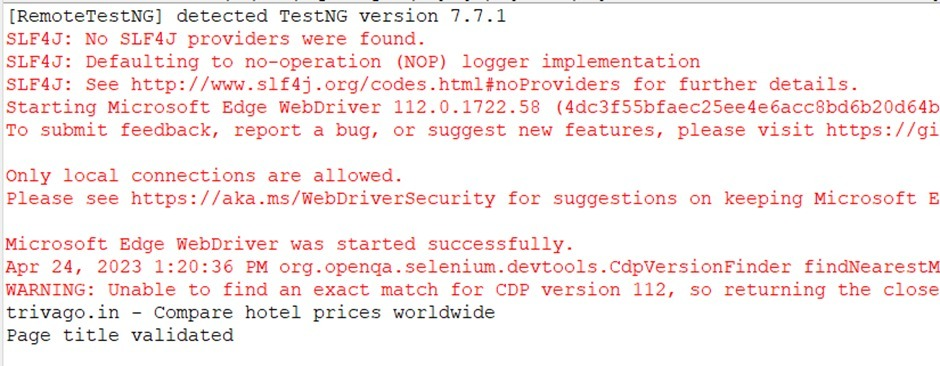 [RemoteTestNG] detected TestNG version 7.7.1
SLF4J: No SLF4J providers were found.
SLF4J: Defaulting to no-operation (NOP) logger implementation
SLF4J: See http://www.slf4j.org/codes.html#noProviders for further details.
Starting Microsoft Edge WebDriver 112.0.1722.58 (4dc3f55bfaec25ee4e6acc8bd6b20d64b
To submit feedback, report a bug, or suggest new features, please visit https://gi
Only local connections are allowed.
Please see https://aka.ms/WebDriverSecurity for suggestions on keeping Microsoft E
Microsoft Edge WebDriver was started successfully.
Apr 24, 2023 1:20:36 PM org.openqa.selenium.devtools.CdpVersionFinder findNearestM
WARNING: Unable to find an exact match for CDP version 112, so returning the close
trivago.in - Compare hotel prices worldwide
Page title validated